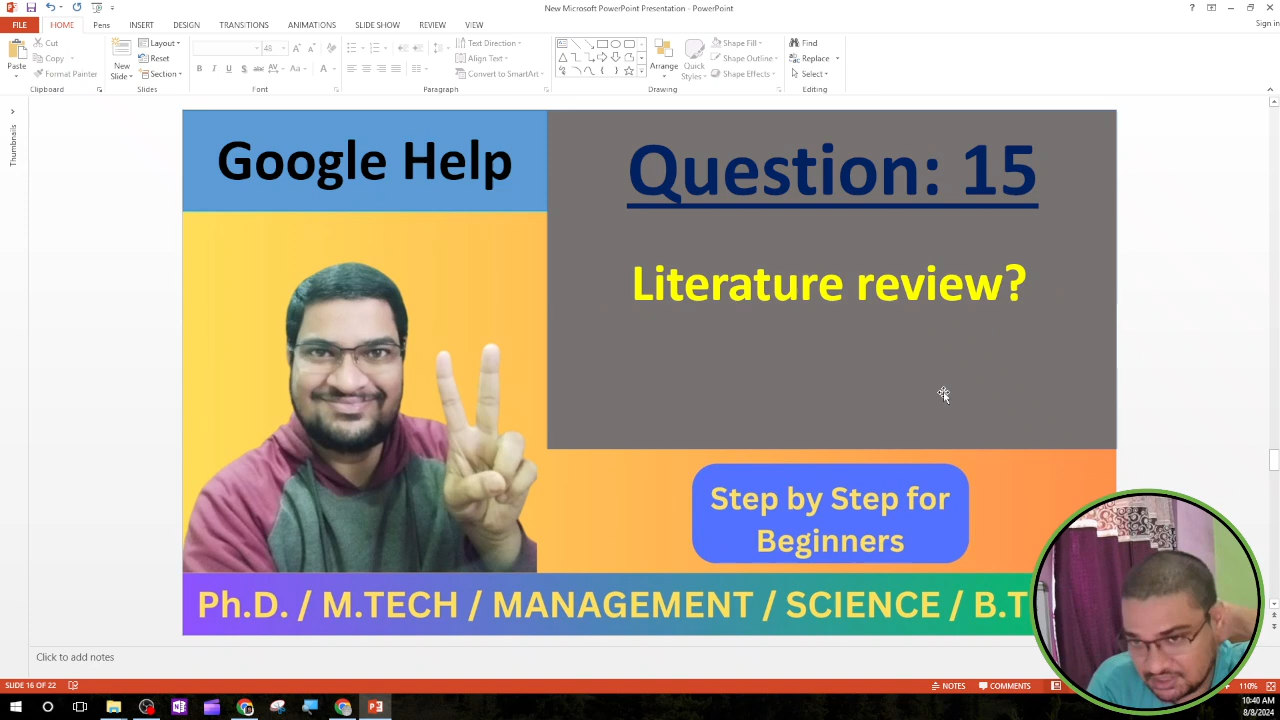 New Microsoft PowerPoint Presentation - PowerPoint
Sign in
FILE HOME Pens INSERT DESIGN TRANSITIONS ANIMATIONS SLIDE SHOW REVIEW VIEW
Paste
Cut
Copy
Format Painter
Clipboard
New Slide
Layout
Reset
Section
Slides
48
Font
Text Direction
Align Text
Convert to SmartArt
Paragraph
Arrange
Quick Styles
Shape Fill
Shape Outline
Shape Effects
Drawing
Find
Replace
Select
Editing
Thumbnails
Google Help
Question: 15
Literature review?
Step by Step for
Beginners
Ph.D. / M.TECH / MANAGEMENT / SCIENCE / B.T
Click to add notes
SLIDE 16 OF 22
NOTES COMMENTS 110%
10:40 AM
8/8/2024